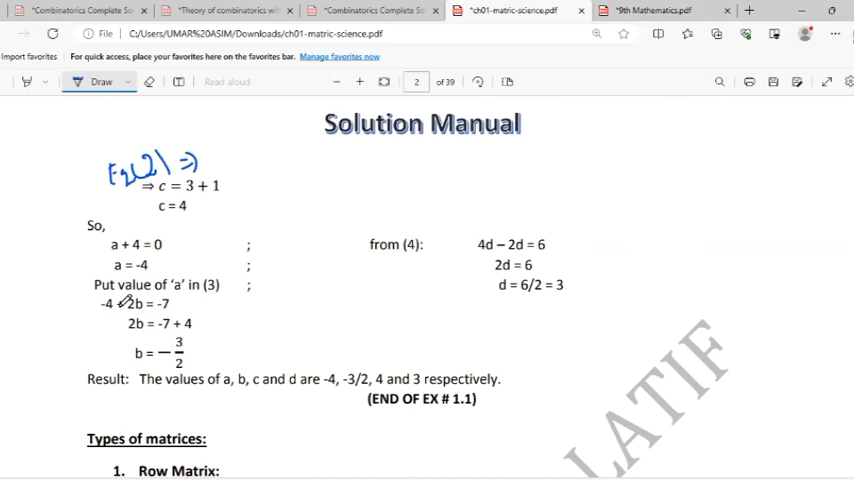 *Combinatorics Complete Sol
*Theory of combinatorics wit
*Combinatorics Complete Sol
*ch01-matric-science.pdf
*9th Mathematics.pdf
File
C:/Users/UMAR ASIM/Downloads/ch01-matric-science.pdf
Import favorites
For quick access, place your favorites here on the favorites bar.
Manage favorites now
Draw
Read aloud
2
of 39
Solution Manual
Eq(2) ⇒
⇒ c = 3 + 1
c = 4
So,
a + 4 = 0 ; from (4): 4d – 2d = 6
a = -4 ; 2d = 6
Put value of 'a' in (3) ; d = 6/2 = 3
-4 + 2b = -7
2b = -7 + 4
b = − 3/2
Result: The values of a, b, c and d are -4, -3/2, 4 and 3 respectively.
(END OF EX # 1.1)
LATIF
Types of matrices:
1. Row Matrix: